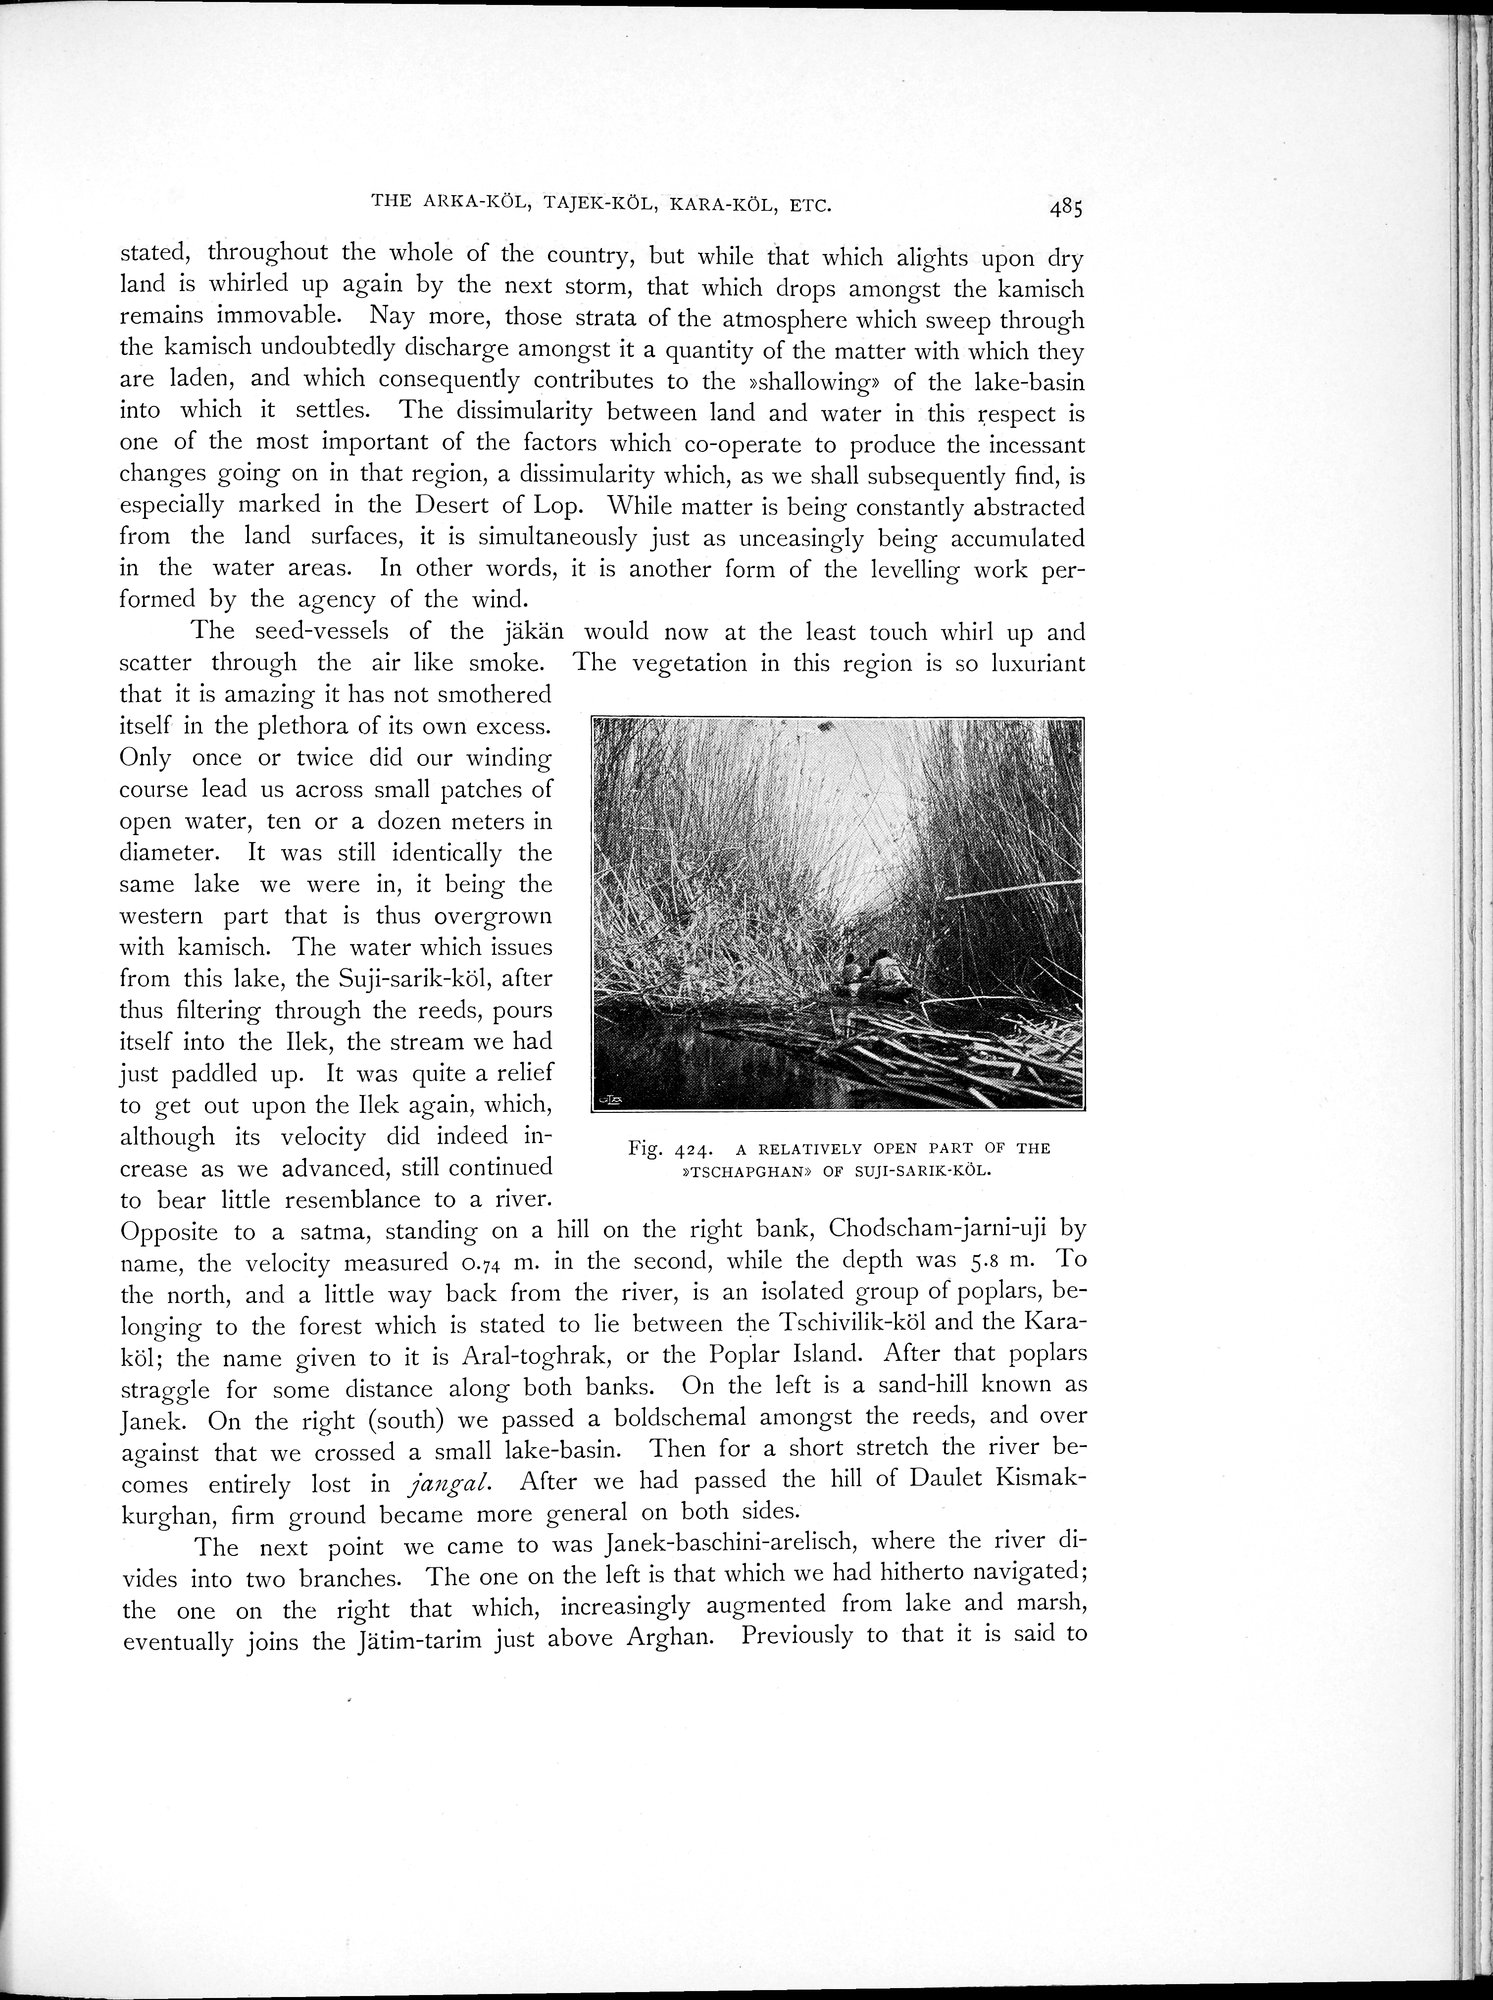 THE ARKA-KÖL, TAJEK-KÖL, KARA-KÖL, ETC. 485
stated, throughout the whole of the country, but while that which alights upon dry
land is whirled up again by the next storm, that which drops amongst the kamisch
remains immovable. Nay more, those strata of the atmosphere which sweep through
the kamisch undoubtedly discharge amongst it a quantity of the matter with which they
are laden, and which consequently contributes to the »shallowing» of the lake-basin
into which it settles. The dissimularity between land and water in this respect is
one of the most important of the factors which co-operate to produce the incessant
changes going on in that region, a dissimularity which, as we shall subsequently find, is
especially marked in the Desert of Lop. While matter is being constantly abstracted
from the land surfaces, it is simultaneously just as unceasingly being accumulated
in the water areas. In other words, it is another form of the levelling work per-
formed by the agency of the wind.
The seed-vessels of the jäkän would now at the least touch whirl up and
scatter through the air like smoke. The vegetation in this region is so luxuriant
that it is amazing it has not smothered
itself in the plethora of its own excess.
Only once or twice did our winding
course lead us across small patches of
open water, ten or a dozen meters in
diameter. It was still identically the
same lake we were in, it being the
western part that is thus overgrown
with kamisch. The water which issues
from this lake, the Suji-sarik-köl, after
thus filtering through the reeds, pours
itself into the Ilek, the stream we had
just paddled up. It was quite a relief
to get out upon the Ilek again, which,
although its velocity did indeed in-
crease as we advanced, still continued
to bear little resemblance to a river.
Fig. 424. A RELATIVELY OPEN PART OF THE
»TSCHAPGHAN» OF SUJI-SARIK-KÖL.
Opposite to a satma, standing on a hill on the right bank, Chodscham-jarni-uji by
name, the velocity measured 0.74 m. in the second, while the depth was 5.8 m. To
the north, and a little way back from the river, is an isolated group of poplars, be-
longing to the forest which is stated to lie between the Tschivilik-köl and the Kara-
köl; the name given to it is Aral-toghrak, or the Poplar Island. After that poplars
straggle for some distance along both banks. On the left is a sand-hill known as
Janek. On the right (south) we passed a boldschemal amongst the reeds, and over
against that we crossed a small lake-basin. Then for a short stretch the river be-
comes entirely lost in jangal. After we had passed the hill of Daulet Kismak-
kurghan, firm ground became more general on both sides.
The next point we came to was Janek-baschini-arelisch, where the river di-
vides into two branches. The one on the left is that which we had hitherto navigated;
the one on the right that which, increasingly augmented from lake and marsh,
eventually joins the Jätim-tarim just above Arghan. Previously to that it is said to